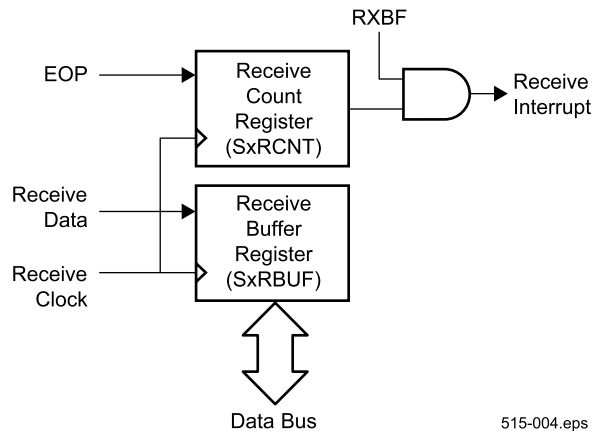 RXBF
EOP
Receive
Count
Register
(SxRCNT)
Receive
Interrupt
Receive
Data
Receive
Buffer
Register
(SxRBUF)
Receive
Clock
Data Bus
515-004.eps